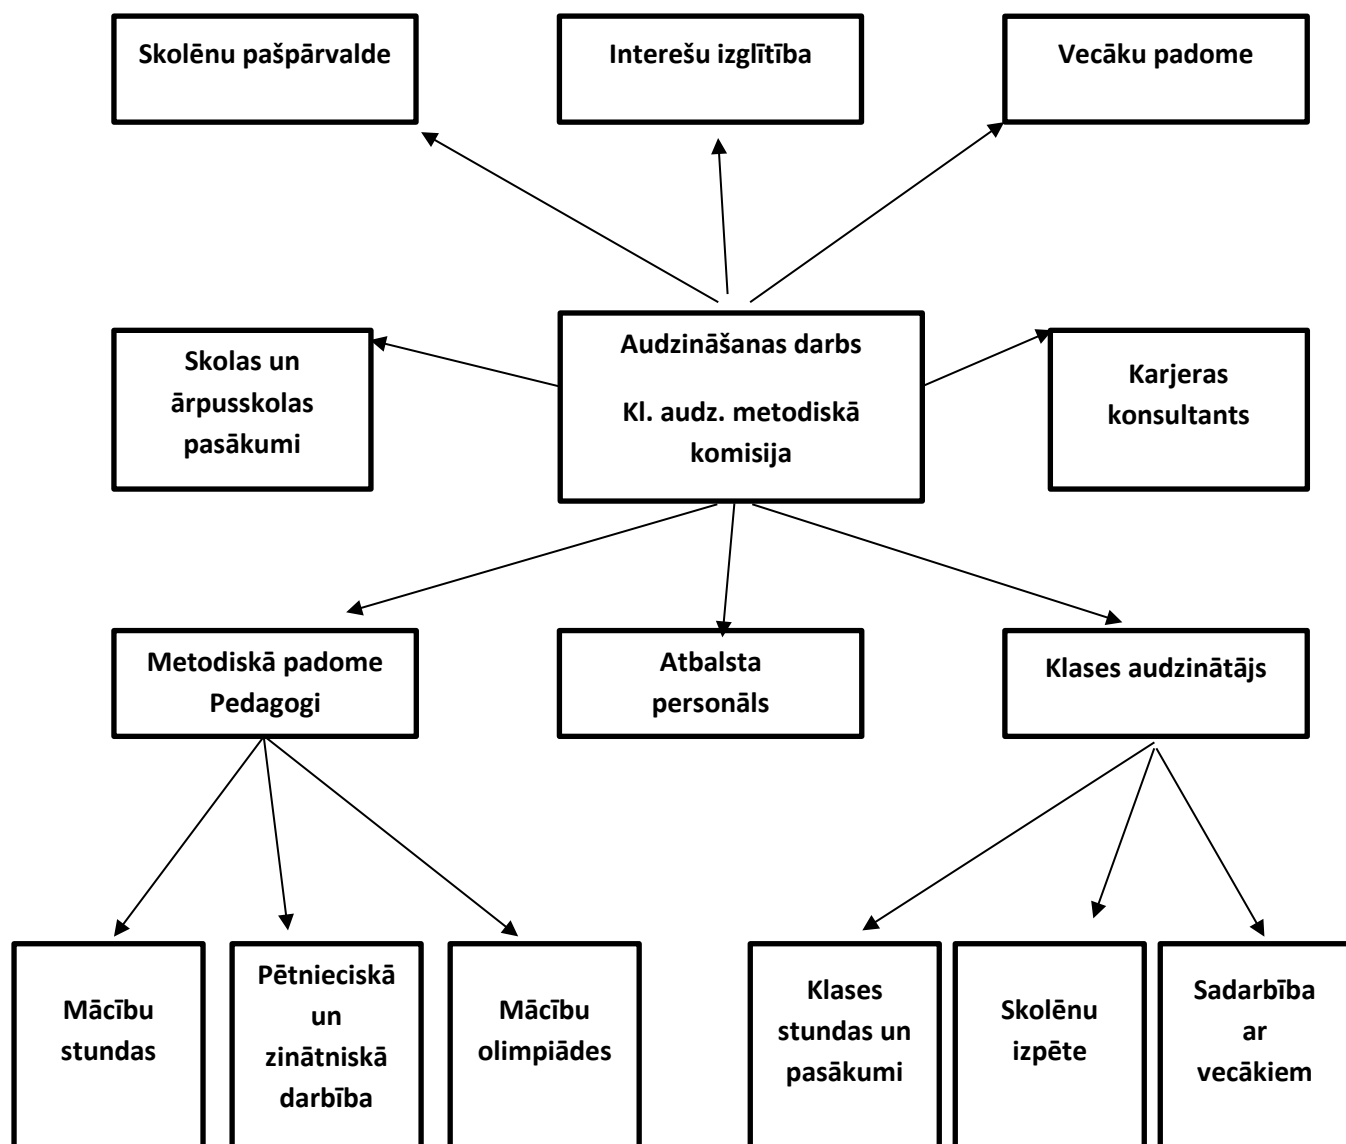 Skolēnu pašpārvalde
Interešu izglītība
Vecāku padome
Skolas un
ārpusskolas
pasākumi
Audzināšanas darbs
Kl. audz. metodiskā
komisija
Karjeras
konsultants
Metodiskā padome
Pedagogi
Atbalsta
personāls
Klases audzinātājs
Mācību
stundas
Pētnieciskā
un
zinātniskā
darbība
Mācību
olimpiādes
Klases
stundas un
pasākumi
Skolēnu
izpēte
Sadarbība
ar
vecākiem